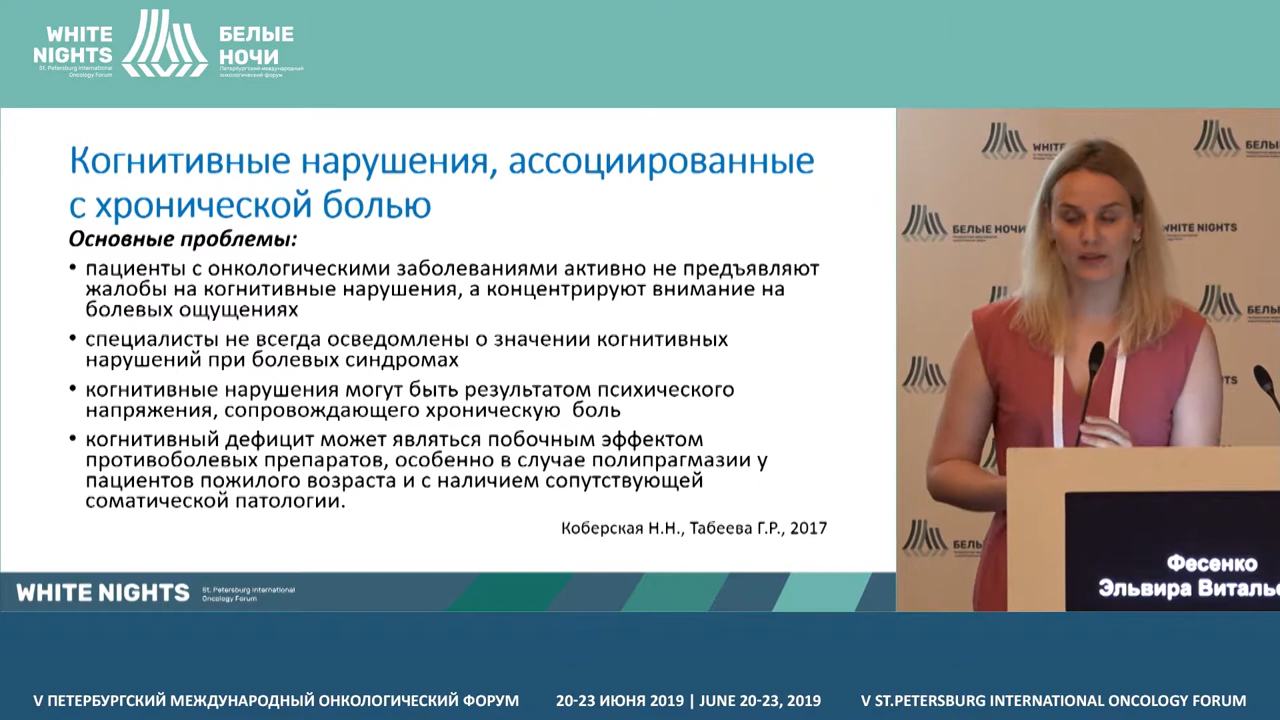 WHITE
NIGHTS
St. Petersburg International
Oncology Forum
БЕЛЫЕ
НОЧИ
Петербургский международный
онкологический форум
Когнитивные нарушения, ассоциированные
с хронической болью
Основные проблемы:
• пациенты с онкологическими заболеваниями активно не предъявляют
жалобы на когнитивные нарушения, а концентрируют внимание на
болевых ощущениях
• специалисты не всегда осведомлены о значении когнитивных
нарушений при болевых синдромах
• когнитивные нарушения могут быть результатом психического
напряжения, сопровождающего хроническую боль
• когнитивный дефицит может являться побочным эффектом
противоболевых препаратов, особенно в случае полипрагмазии у
пациентов пожилого возраста и с наличием сопутствующей
соматической патологии.
Коберская Н.Н., Табеева Г.Р., 2017
WHITE NIGHTS
St. Petersburg International
Oncology Forum
БЕЛЫЕ НОЧИ
WHITE NIGHTS
Фесенко
Эльвира
V ПЕТЕРБУРГСКИЙ МЕЖДУНАРОДНЫЙ ОНКОЛОГИЧЕСКИЙ ФОРУМ
20-23 ИЮНЯ 2019 | JUNE 20-23, 2019
V ST.PETERSBURG INTERNATIONAL ONCOLOGY FORUM